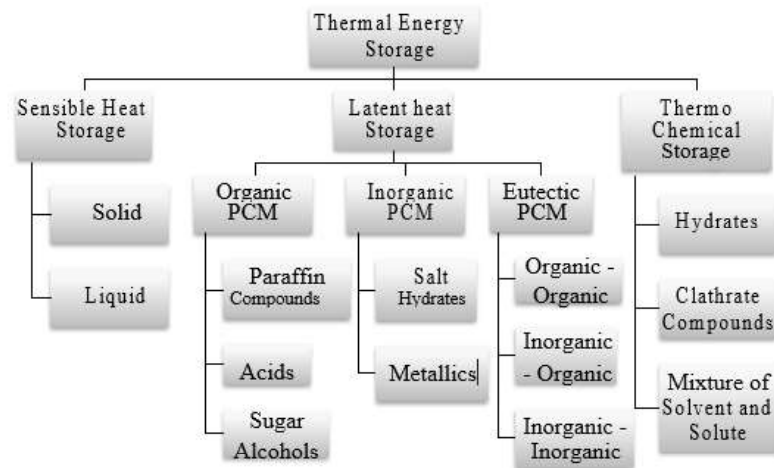 Thermal Energy
Storage
Sensible Heat
Storage
Latent heat
Storage
Thermo
Chemical
Storage
Solid
Liquid
Organic
PCM
Inorganic
PCM
Eutectic
PCM
Paraffin
Compounds
Acids
Sugar
Alcohols
Salt
Hydrates
Metallics
Organic -
Organic
Inorganic
- Organic
Inorganic -
Inorganic
Hydrates
Clathrate
Compounds
Mixture of
Solvent and
Solute